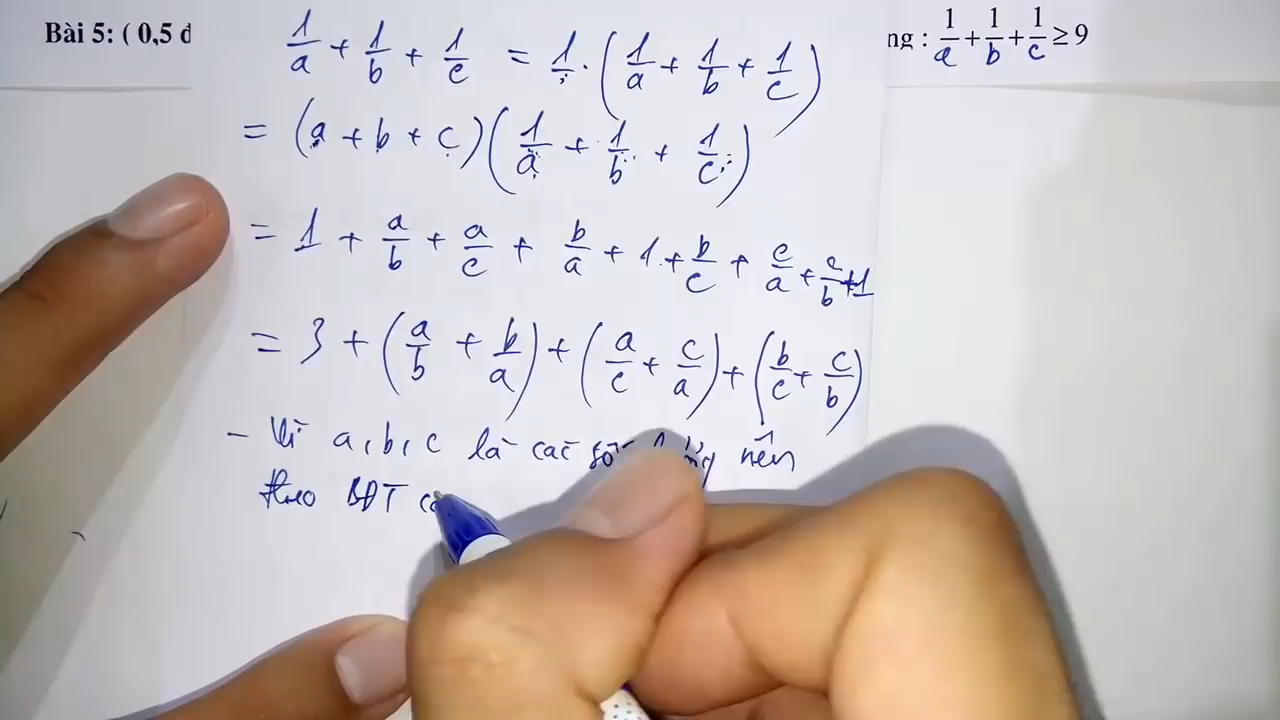 Bài 5: ( 0,5 đ
ng : 1/a + 1/b + 1/c ≥ 9
1/a + 1/b + 1/c = 1 . (1/a + 1/b + 1/c)
= (a + b + c)(1/a + 1/b + 1/c)
= 1 + a/b + a/c + b/a + 1 + b/c + c/a + c/b + 1
= 3 + (a/b + b/a) + (a/c + c/a) + (b/c + c/b)
- Vì a, b, c là các số nên
theo BĐT